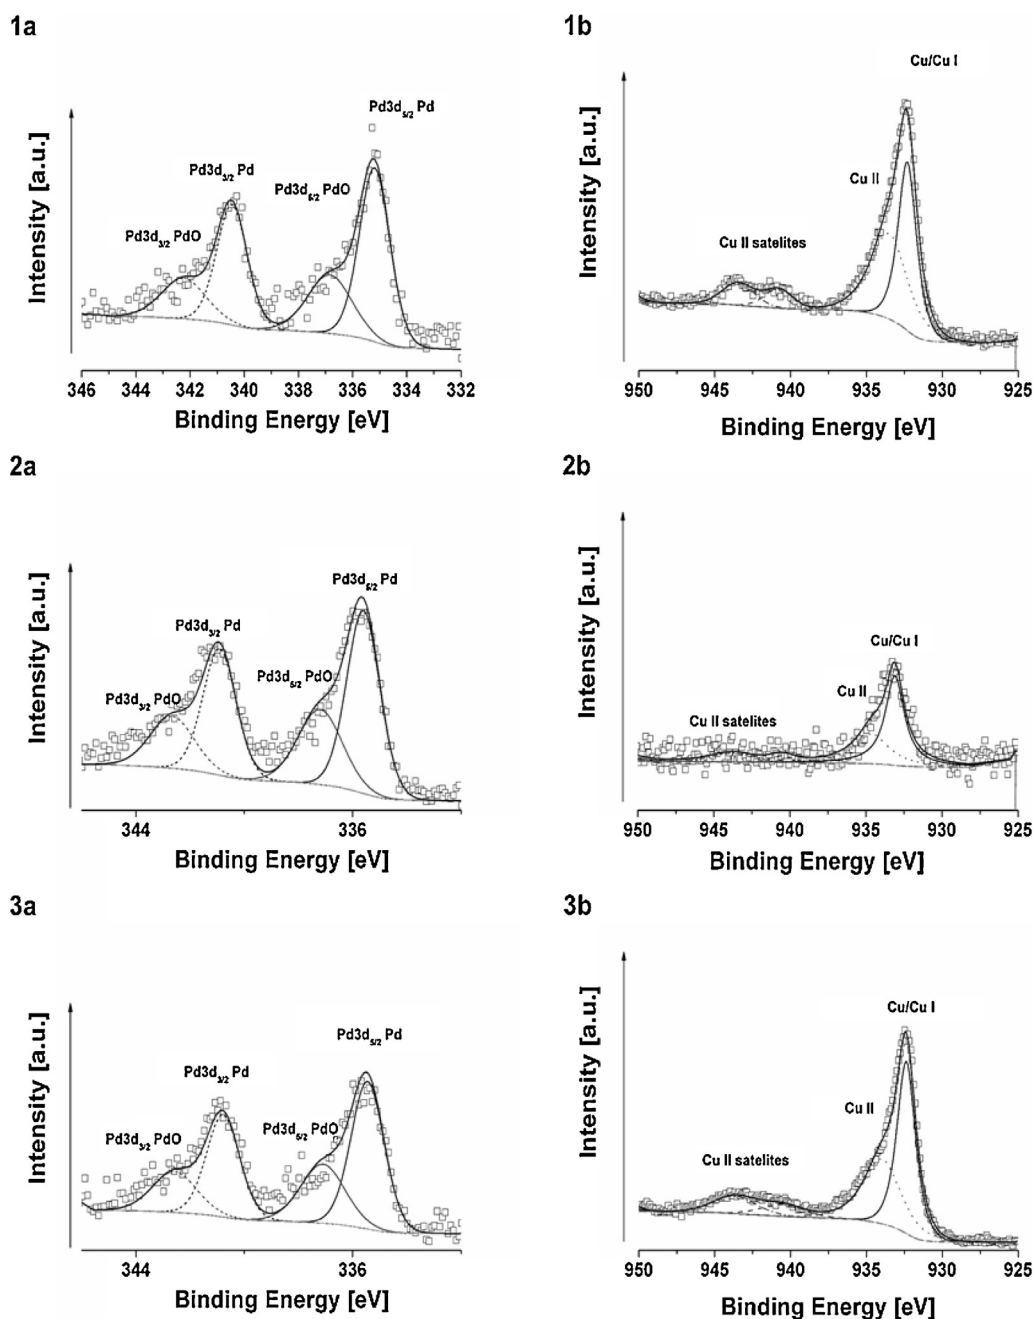 1a
Pd3d5/2 Pd
Pd3d3/2 Pd
Pd3d5/2 PdO
Pd3d3/2 PdO
Intensity [a.u.]
346 344 342 340 338 336 334 332
Binding Energy [eV]
1b
Cu/Cu I
Cu II
Cu II satelites
Intensity [a.u.]
950 945 940 935 930 925
Binding Energy [eV]
2a
Pd3d5/2 Pd
Pd3d3/2 Pd
Pd3d5/2 PdO
Pd3d3/2 PdO
Intensity [a.u.]
344 336
Binding Energy [eV]
2b
Cu/Cu I
Cu II
Cu II satelites
Intensity [a.u.]
950 945 940 935 930 925
Binding Energy [eV]
3a
Pd3d5/2 Pd
Pd3d3/2 Pd
Pd3d5/2 PdO
Pd3d3/2 PdO
Intensity [a.u.]
344 336
Binding Energy [eV]
3b
Cu/Cu I
Cu II
Cu II satelites
Intensity [a.u.]
950 945 940 935 930 925
Binding Energy [eV]